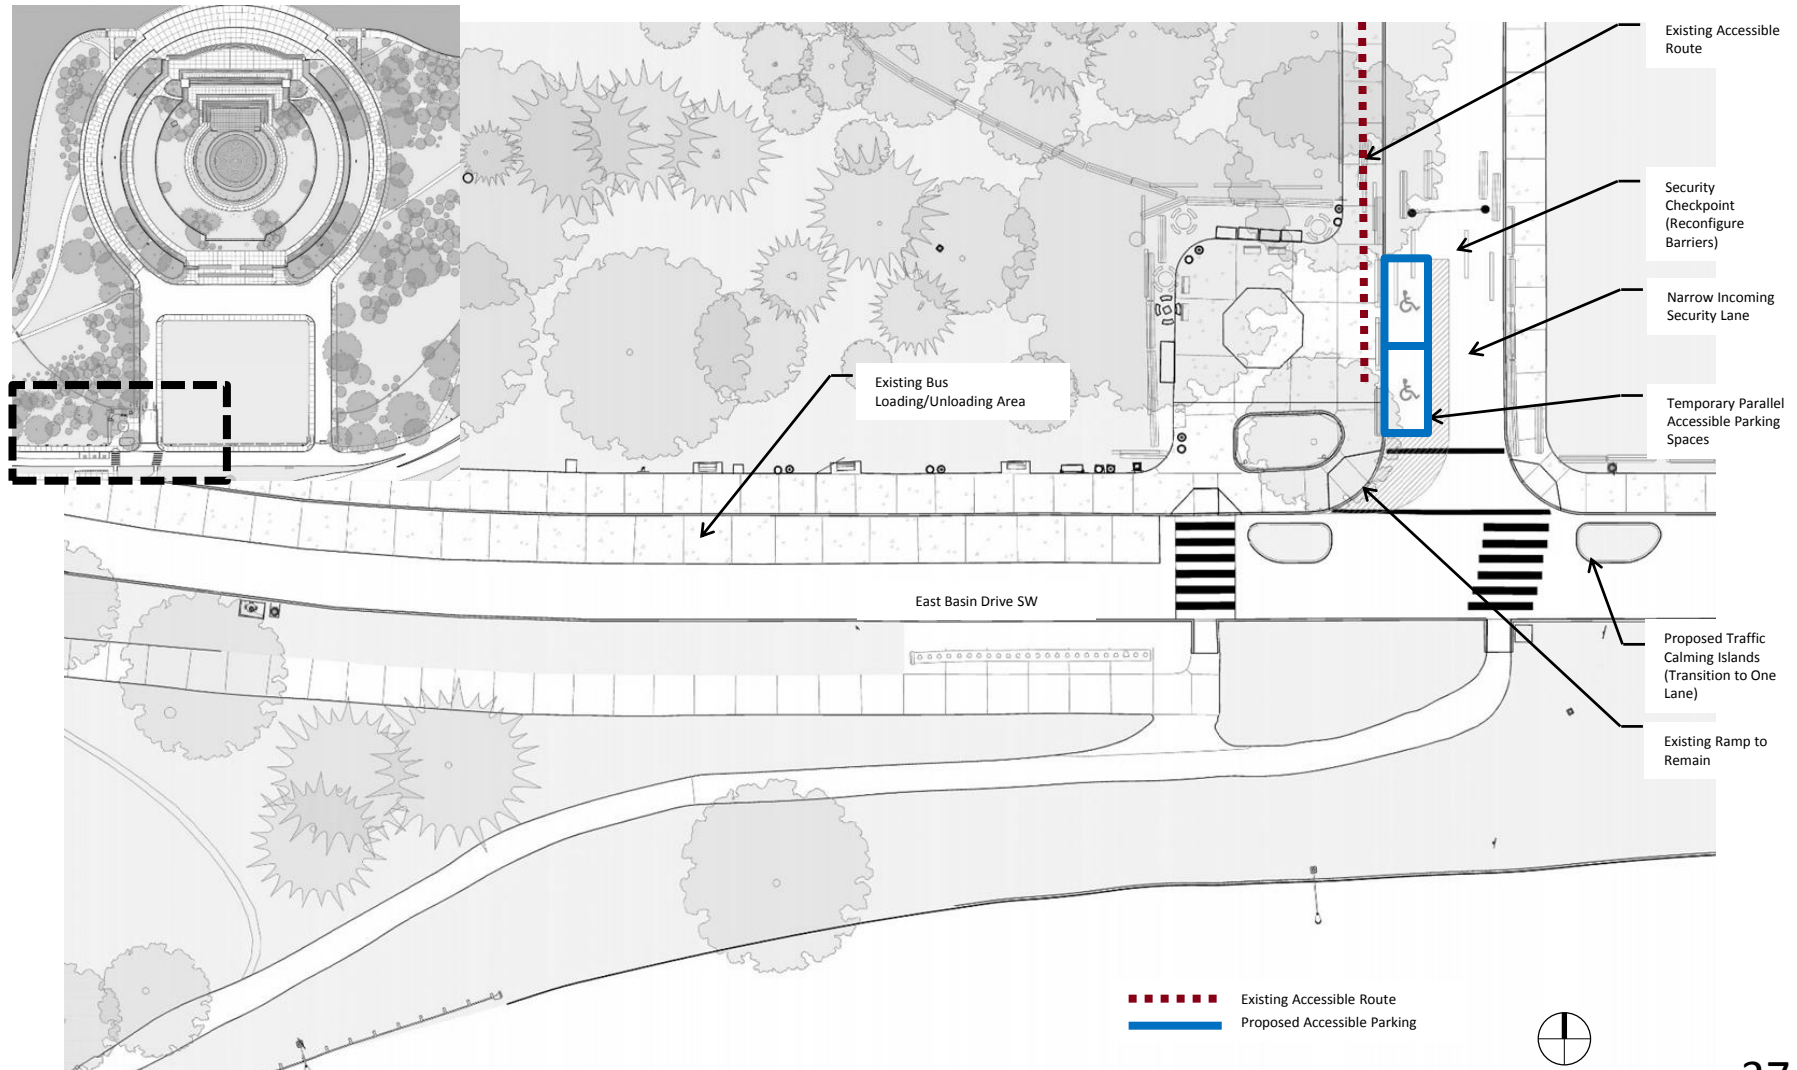 Existing Accessible
Route
Security
Checkpoint
(Reconfigure
Barriers)
Narrow Incoming
Security Lane
Existing Bus
Loading/Unloading Area
Temporary Parallel
Accessible Parking
Spaces
East Basin Drive SW
Proposed Traffic
Calming Islands
(Transition to One
Lane)
Existing Ramp to
Remain
Existing Accessible Route
Proposed Accessible Parking